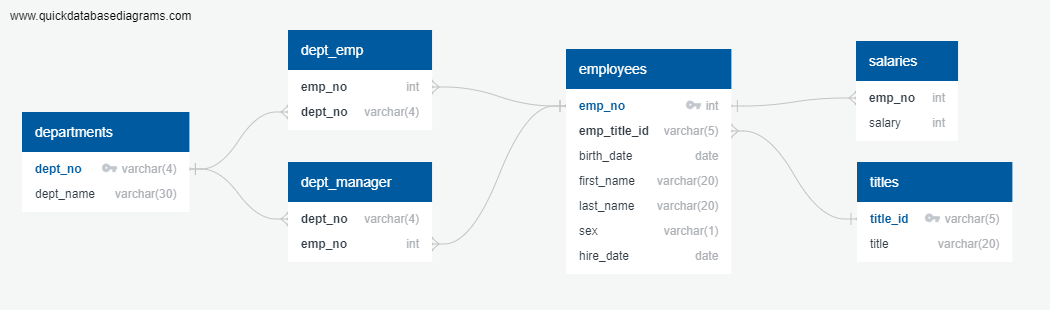 www.quickdatabasediagrams.com
departments
dept_no varchar(4)
dept_name varchar(30)
dept_emp
emp_no int
dept_no varchar(4)
dept_manager
dept_no varchar(4)
emp_no int
employees
emp_no int
emp_title_id varchar(5)
birth_date date
first_name varchar(20)
last_name varchar(20)
sex varchar(1)
hire_date date
salaries
emp_no int
salary int
titles
title_id varchar(5)
title varchar(20)